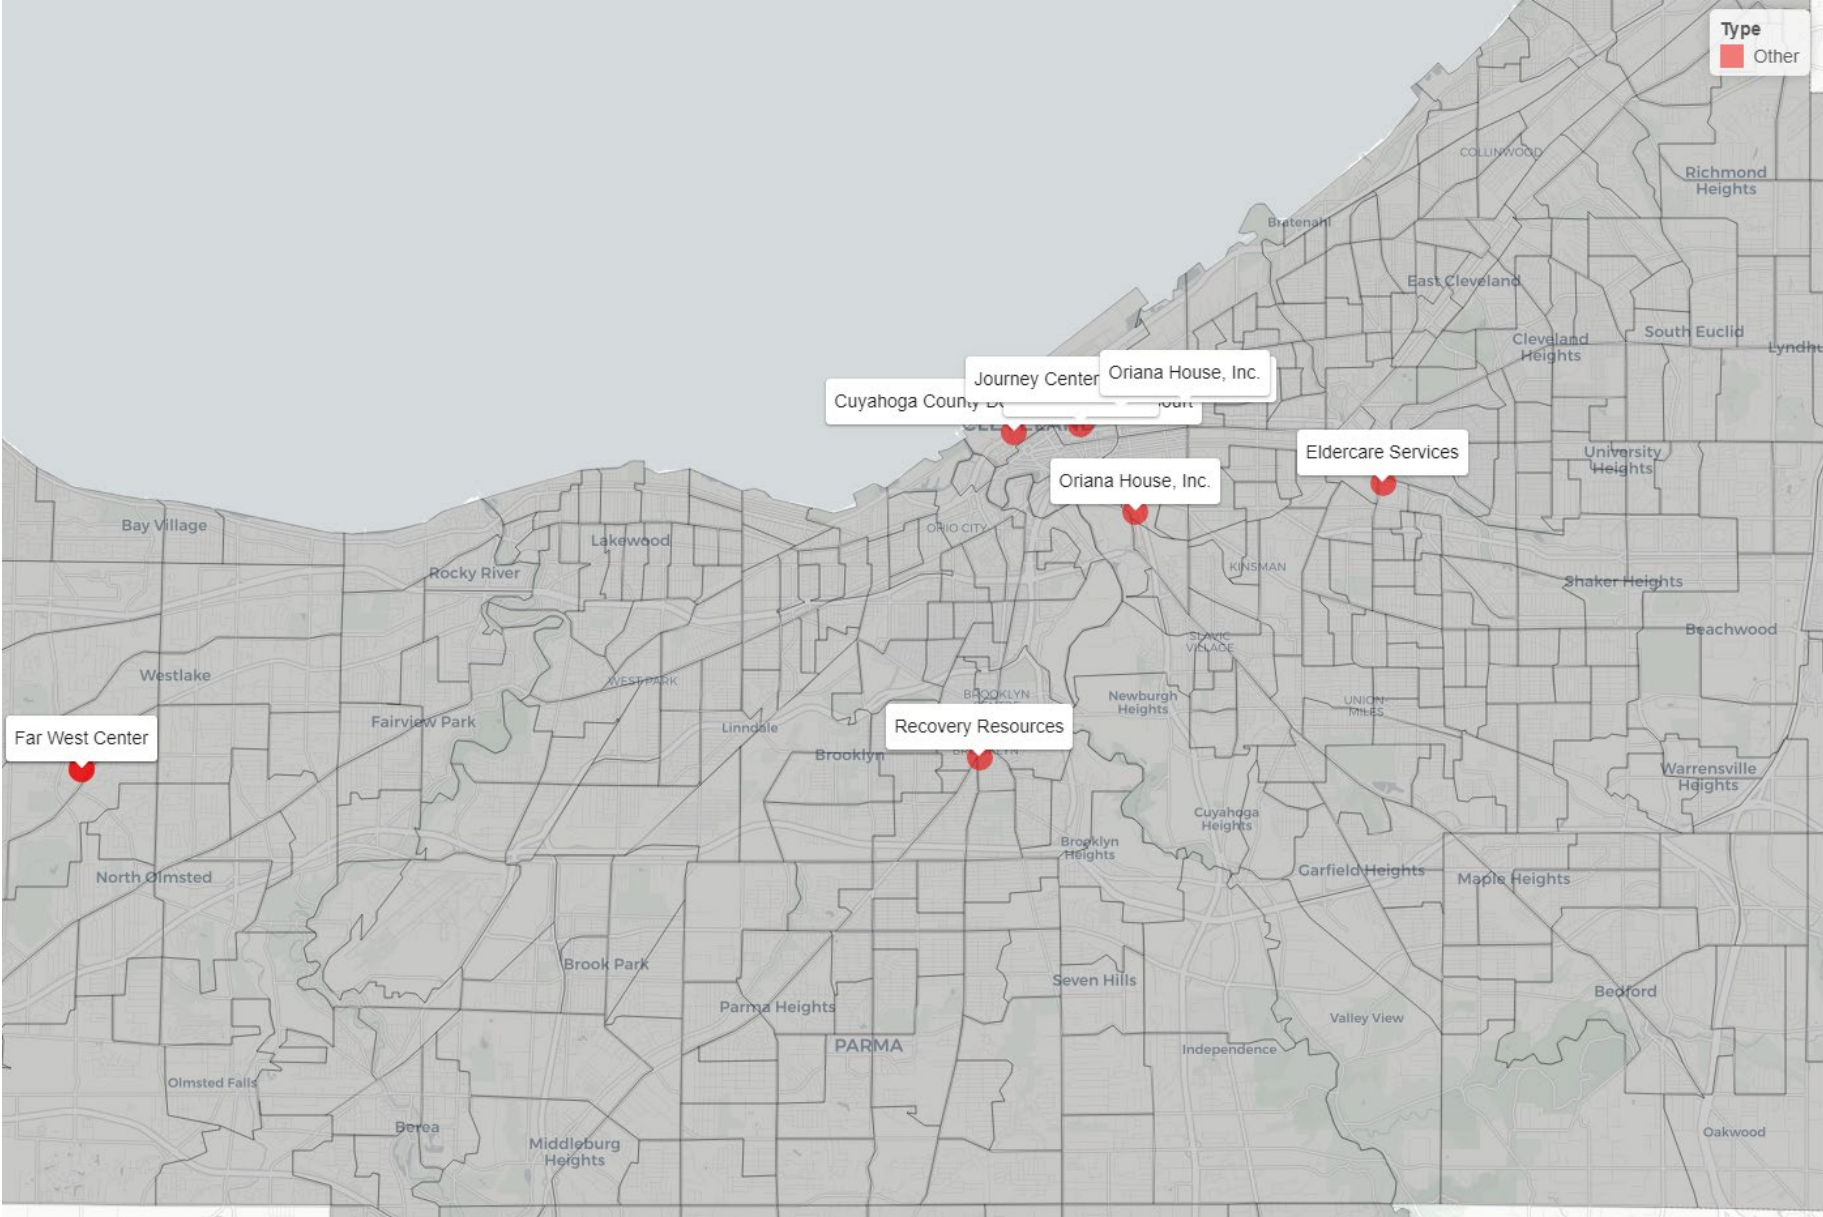 Type
Other
COLLINWOOD
Richmond
Heights
Bratenahl
East Cleveland
South Euclid
Cleveland
Heights
Journey Center
Oriana House, Inc.
Cuyahoga County
Eldercare Services
University
Heights
Oriana House, Inc.
Bay Village
OHIO CITY
Lakewood
Rocky River
KINSMAN
Shaker Heights
Beachwood
SLAVIC
VILLAGE
Westlake
WEST PARK
BROOKLYN
Newburgh
Heights
UNION-
MILES
Fairview Park
Linndale
Recovery Resources
Far West Center
Brooklyn
Warrensville
Heights
Cuyahoga
Heights
Brooklyn
Heights
Garfield Heights
Maple Heights
North Olmsted
Brook Park
Seven Hills
Bedford
Parma Heights
Valley View
PARMA
Independence
Olmsted Falls
Berea
Middleburg
Heights
Oakwood